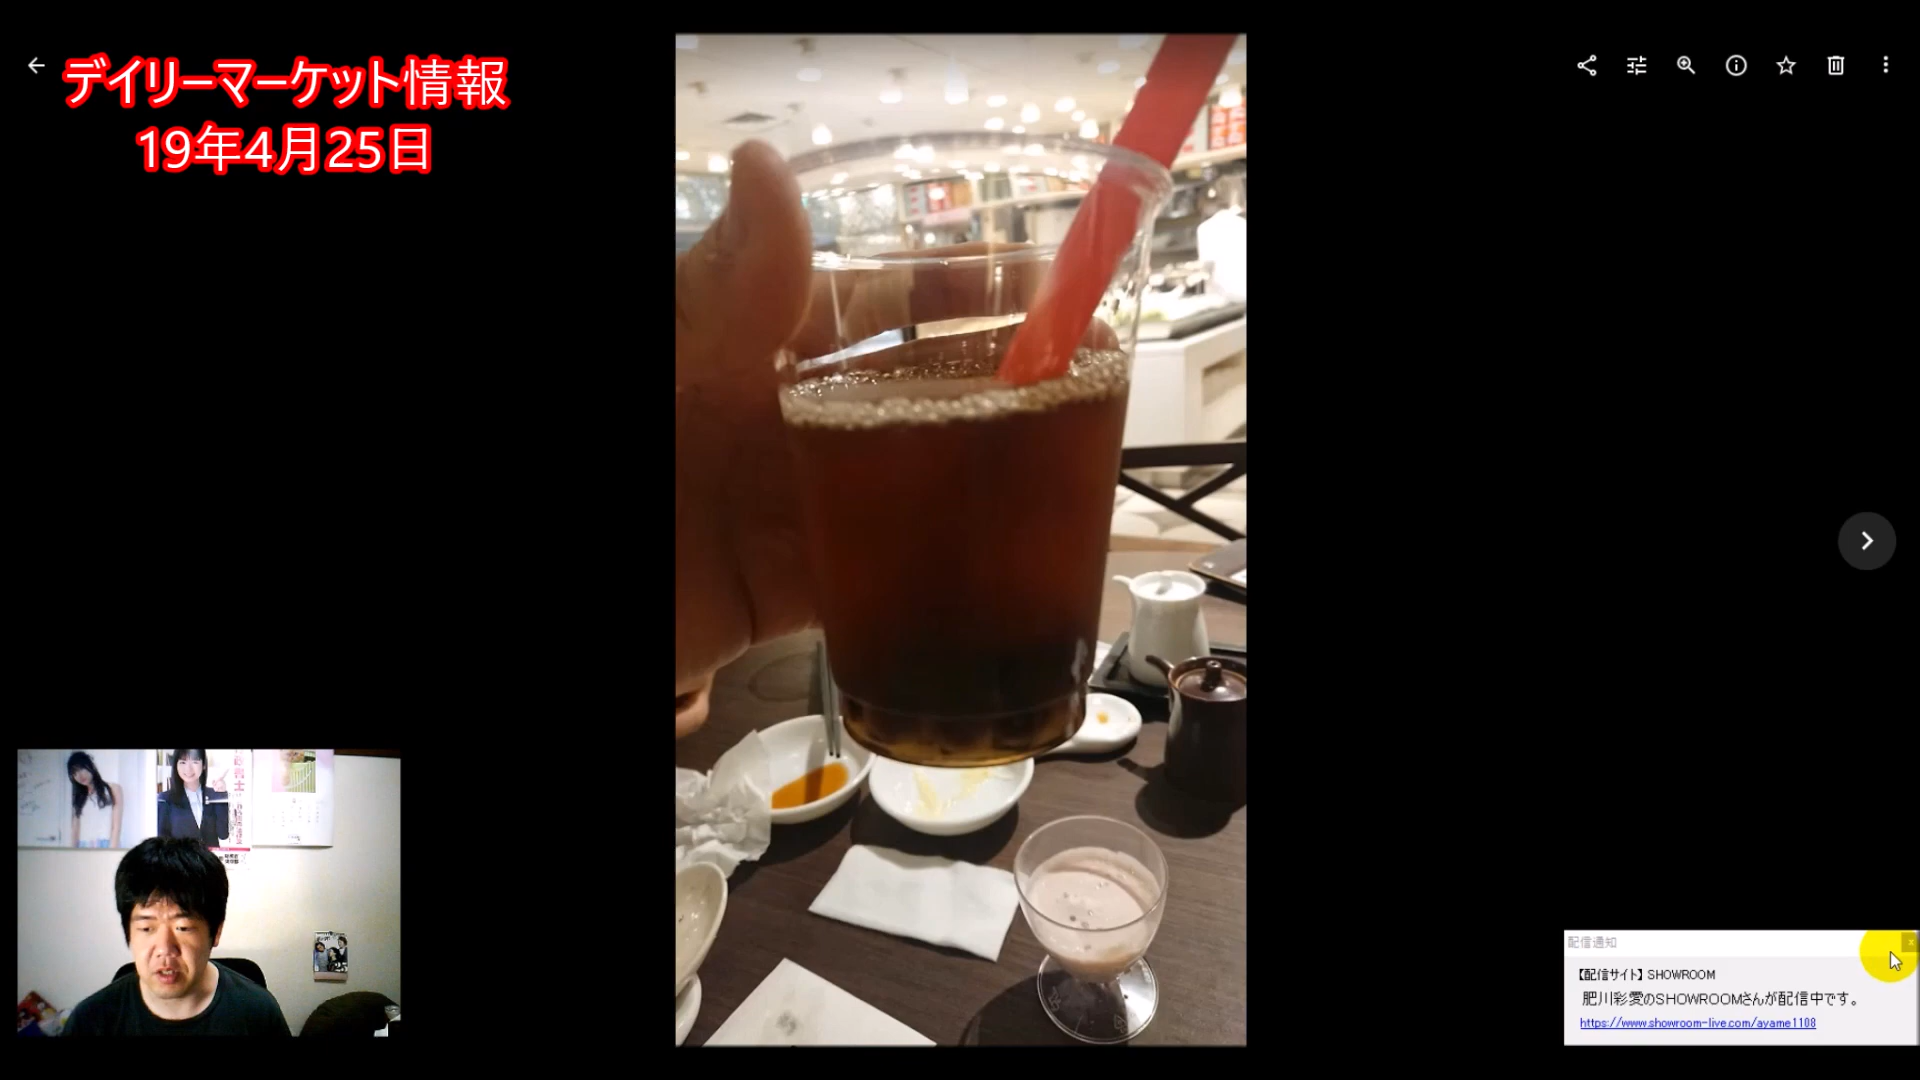 デイリーマーケット情報
19年4月25日
配信通知
【配信サイト】SHOWROOM
肥川彩愛のSHOWROOMさんが配信中です。
https://www.showroom-live.com/ayame1108